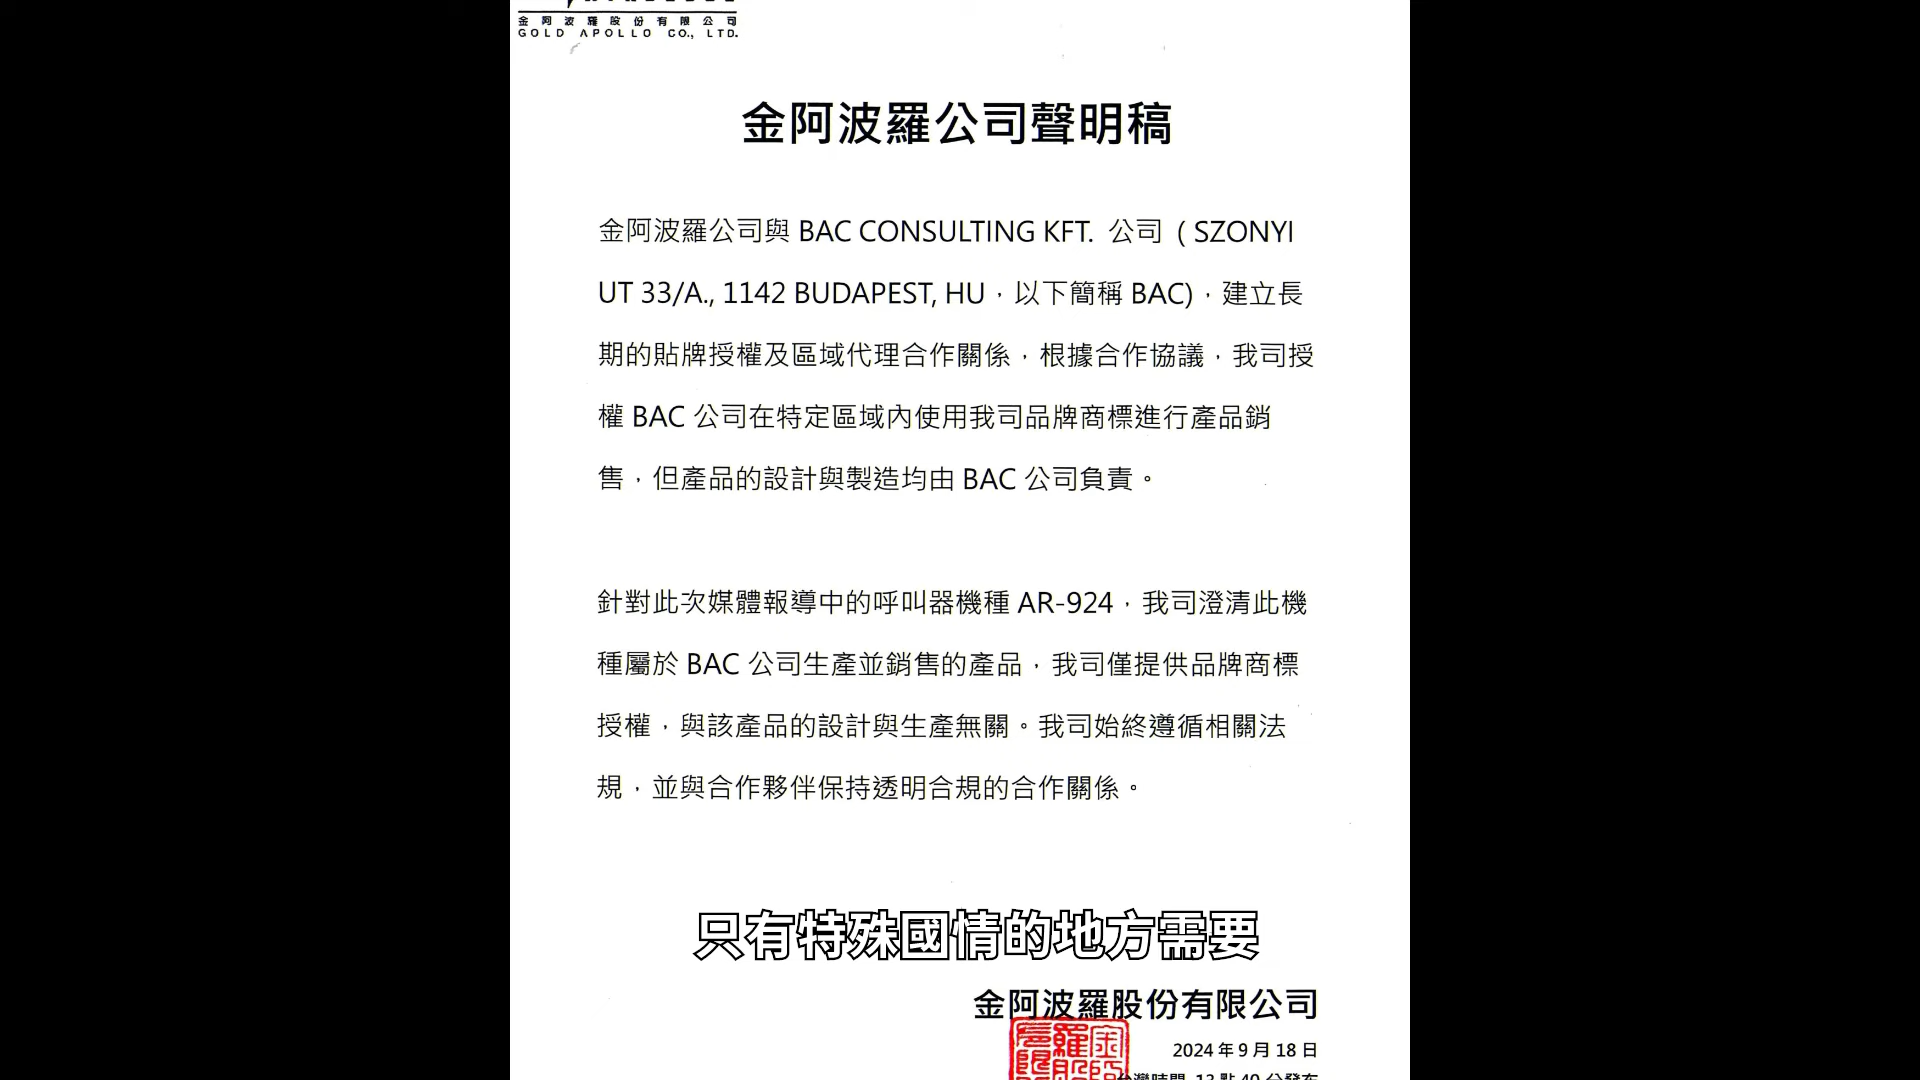 金阿波羅股份有限公司
GOLD APOLLO CO., LTD.
金阿波羅公司聲明稿
金阿波羅公司與 BAC CONSULTING KFT. 公司 ( SZONYI
UT 33/A., 1142 BUDAPEST, HU，以下簡稱 BAC)，建立長
期的貼牌授權及區域代理合作關係，根據合作協議，我司授
權 BAC 公司在特定區域內使用我司品牌商標進行產品銷
售，但產品的設計與製造均由 BAC 公司負責。
針對此次媒體報導中的呼叫器機種 AR-924，我司澄清此機
種屬於 BAC 公司生產並銷售的產品，我司僅提供品牌商標
授權，與該產品的設計與生產無關。我司始終遵循相關法
規，並與合作夥伴保持透明合規的合作關係。
只有特殊國情的地方需要
金阿波羅股份有限公司
2024 年 9 月 18 日
台灣時間 13 點 40 分發布